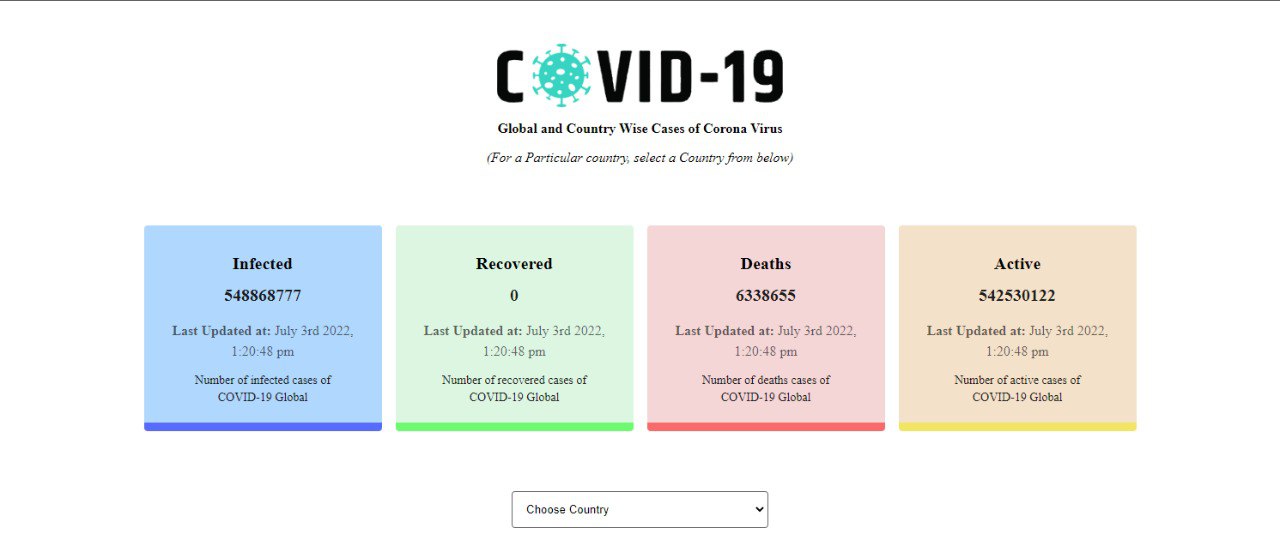 COVID-19
Global and Country Wise Cases of Corona Virus
(For a Particular country, select a Country from below)
Infected
548868777
Last Updated at: July 3rd 2022,
1:20:48 pm
Number of infected cases of
COVID-19 Global
Recovered
0
Last Updated at: July 3rd 2022,
1:20:48 pm
Number of recovered cases of
COVID-19 Global
Deaths
6338655
Last Updated at: July 3rd 2022,
1:20:48 pm
Number of deaths cases of
COVID-19 Global
Active
542530122
Last Updated at: July 3rd 2022,
1:20:48 pm
Number of active cases of
COVID-19 Global
Choose Country